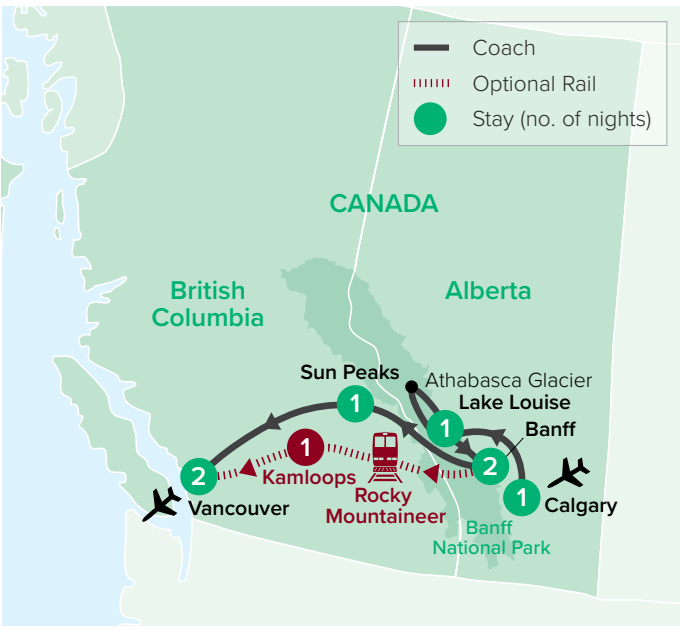 Coach
Optional Rail
Stay (no. of nights)
CANADA
British
Columbia
Alberta
Sun Peaks
1
Athabasca Glacier
Lake Louise
1
Banff
2
1
Calgary
1
Kamloops
2
Vancouver
Rocky
Mountaineer
Banff
National Park